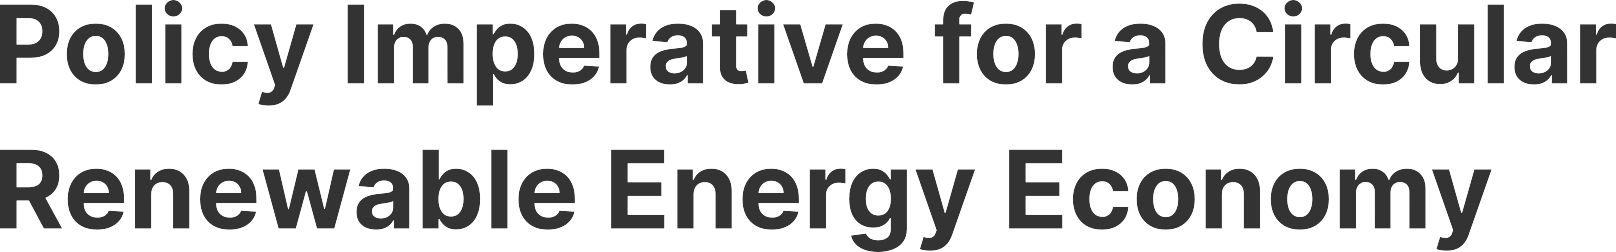 Policy Imperative for a Circular
Renewable Energy Economy